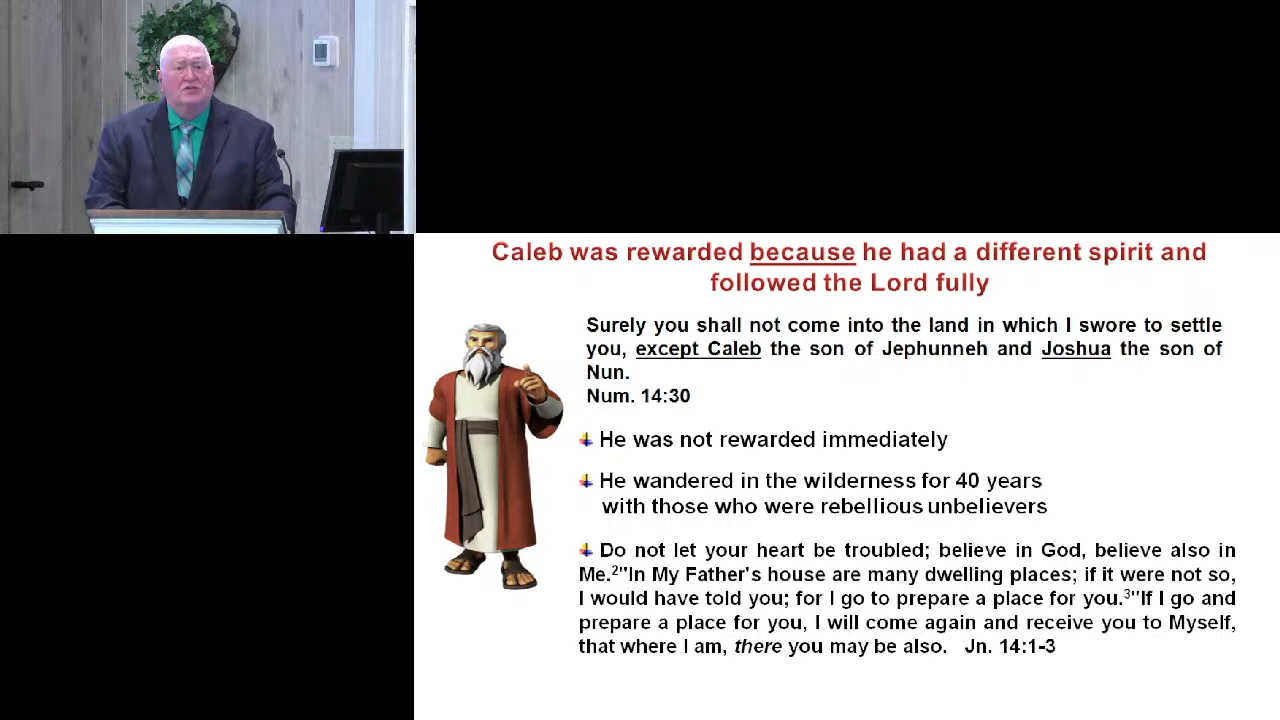 Caleb was rewarded because he had a different spirit and
followed the Lord fully
Surely you shall not come into the land in which I swore to settle
you, except Caleb the son of Jephunneh and Joshua the son of
Nun.
Num. 14:30
He was not rewarded immediately
He wandered in the wilderness for 40 years
with those who were rebellious unbelievers
Do not let your heart be troubled; believe in God, believe also in
Me.²"In My Father's house are many dwelling places; if it were not so,
I would have told you; for I go to prepare a place for you.³"If I go and
prepare a place for you, I will come again and receive you to Myself,
that where I am, there you may be also. Jn. 14:1-3